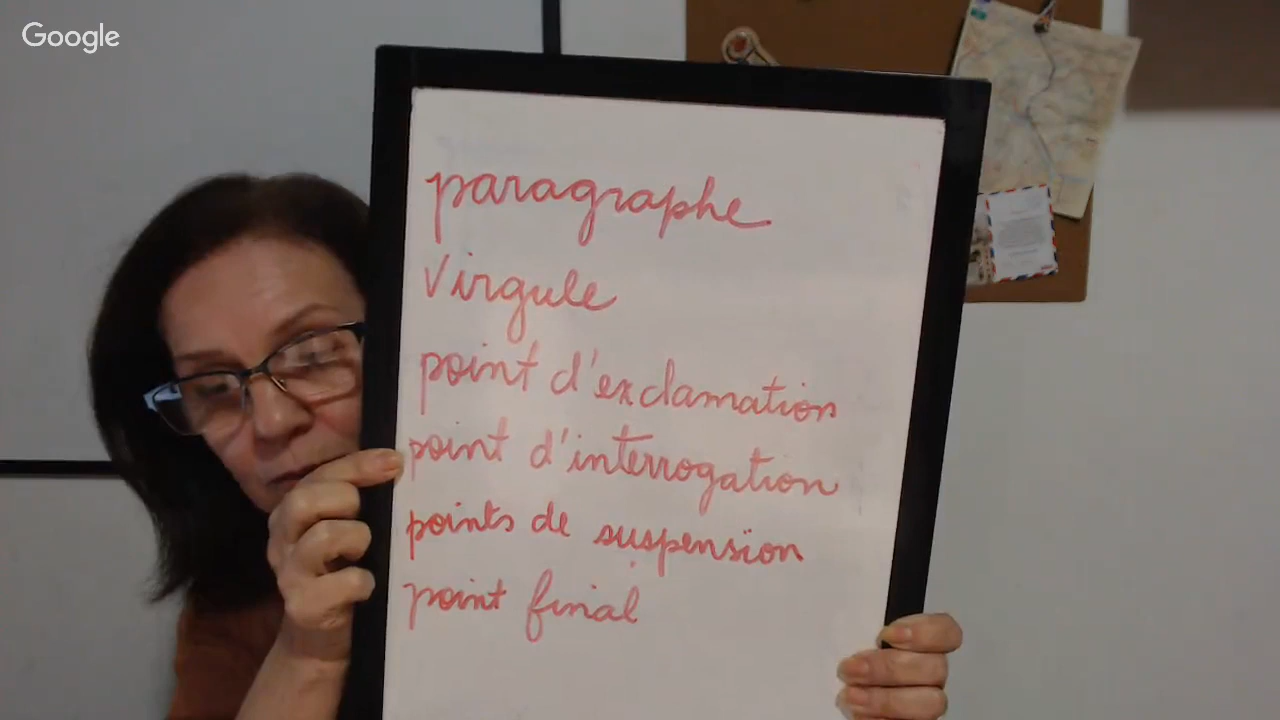 Google
paragraphe
virgule
point d'exclamation
point d'interrogation
points de suspension
point final